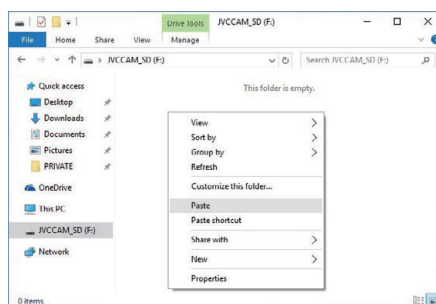 Drive Tools JVCCAM_SD (F:)
File Home Share View Manage
JVCCAM_SD (F:) Search JVCCAM_SD (F:)
Quick access
Desktop
Downloads
Documents
Pictures
PRIVATE
OneDrive
This PC
JVCCAM_SD (F:)
Network
This folder is empty.
View
Sort by
Group by
Refresh
Customize this folder...
Paste
Paste shortcut
Share with
New
Properties
0 items